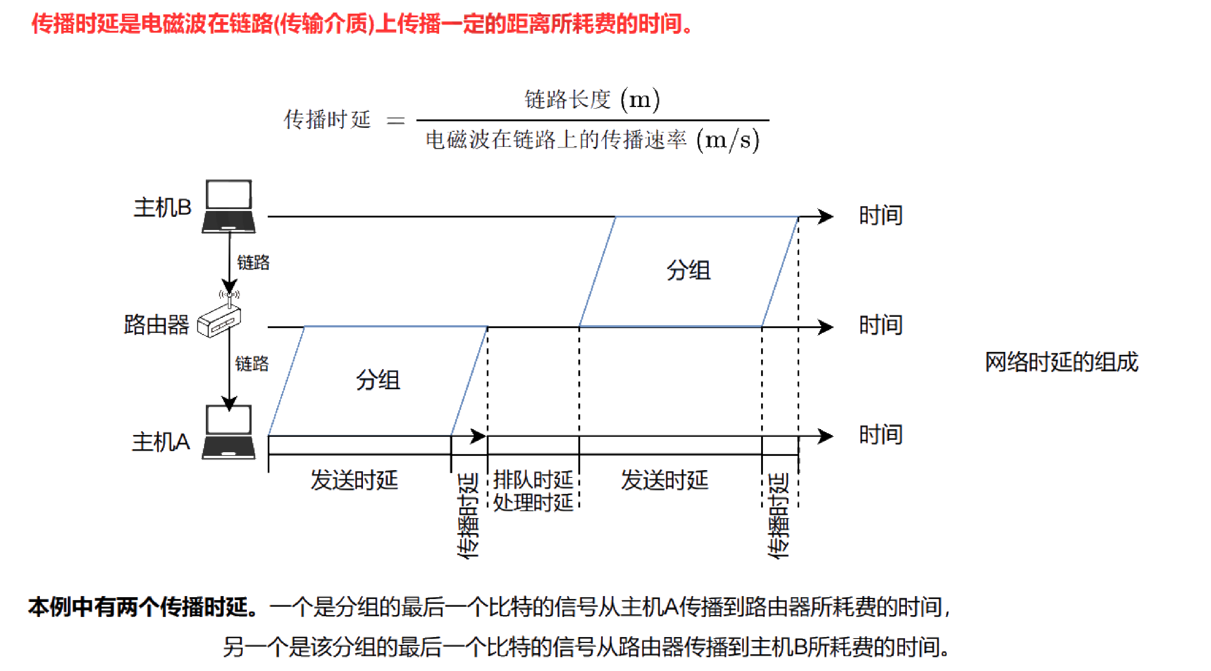 传播时延是电磁波在链路(传输介质)上传播一定的距离所耗费的时间。
传播时延 = 链路长度 (m)
电磁波在链路上的传播速率 (m/s)
主机B
时间
链路
分组
路由器
时间
链路
分组
网络时延的组成
主机A
时间
发送时延
传播时延
排队时延
处理时延
发送时延
传播时延
本例中有两个传播时延。一个是分组的最后一个比特的信号从主机A传播到路由器所耗费的时间，
另一个是该分组的最后一个比特的信号从路由器传播到主机B所耗费的时间。